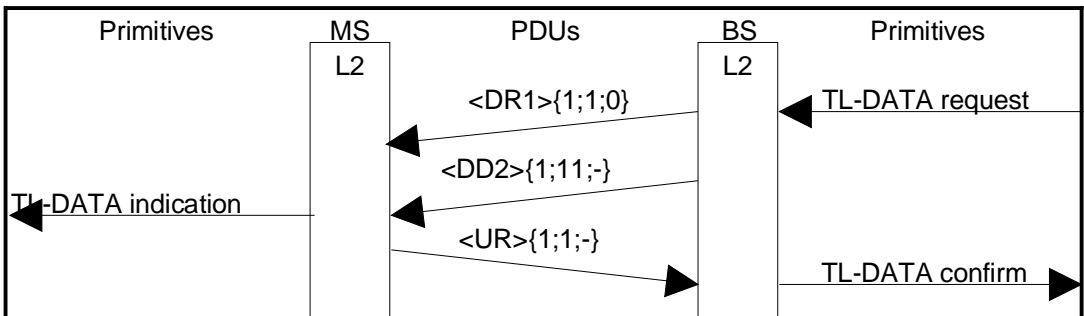 Primitives MS PDUs BS Primitives
L2 L2
<DR1>{1;1;0} TL-DATA request
<DD2>{1;11;-}
TL-DATA indication
<UR>{1;1;-}
TL-DATA confirm